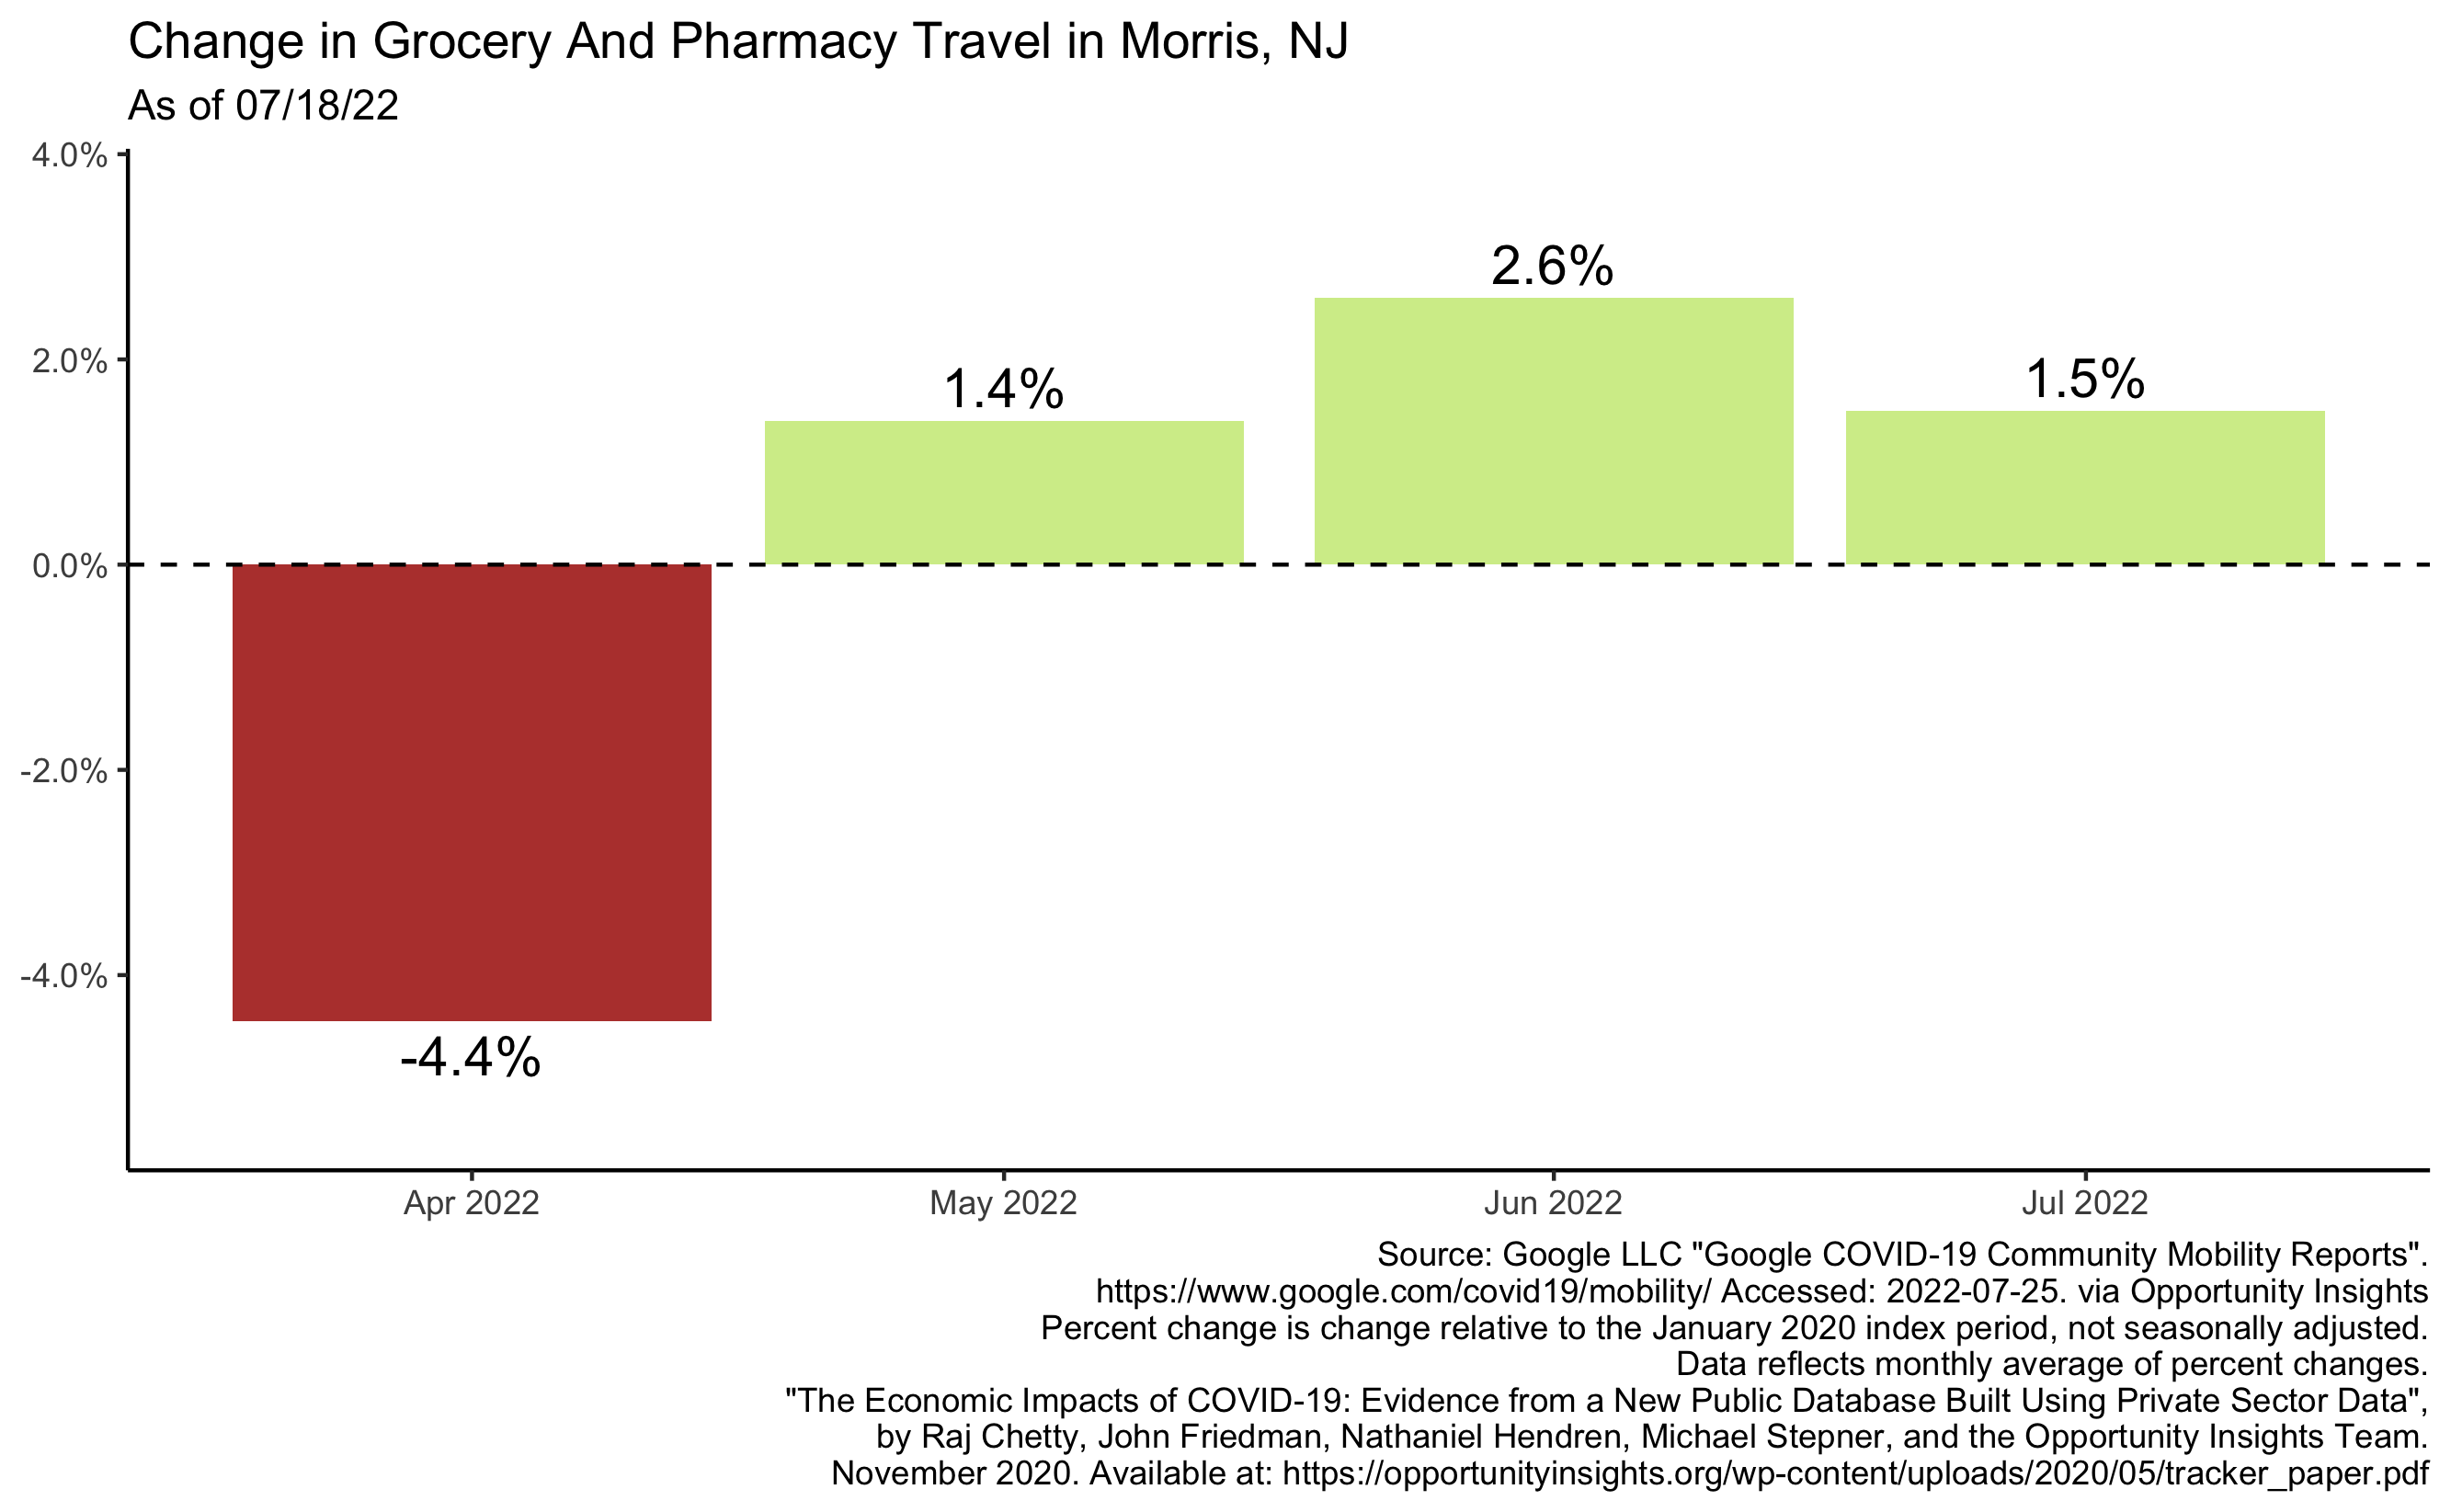 Change in Grocery And Pharmacy Travel in Morris, NJ
As of 07/18/22
4.0%
2.0%
0.0%
-2.0%
-4.0%
-4.4%
1.4%
2.6%
1.5%
Apr 2022
May 2022
Jun 2022
Jul 2022
Source: Google LLC "Google COVID-19 Community Mobility Reports".
https://www.google.com/covid19/mobility/ Accessed: 2022-07-25. via Opportunity Insights
Percent change is change relative to the January 2020 index period, not seasonally adjusted.
Data reflects monthly average of percent changes.
"The Economic Impacts of COVID-19: Evidence from a New Public Database Built Using Private Sector Data",
by Raj Chetty, John Friedman, Nathaniel Hendren, Michael Stepner, and the Opportunity Insights Team.
November 2020. Available at: https://opportunityinsights.org/wp-content/uploads/2020/05/tracker_paper.pdf